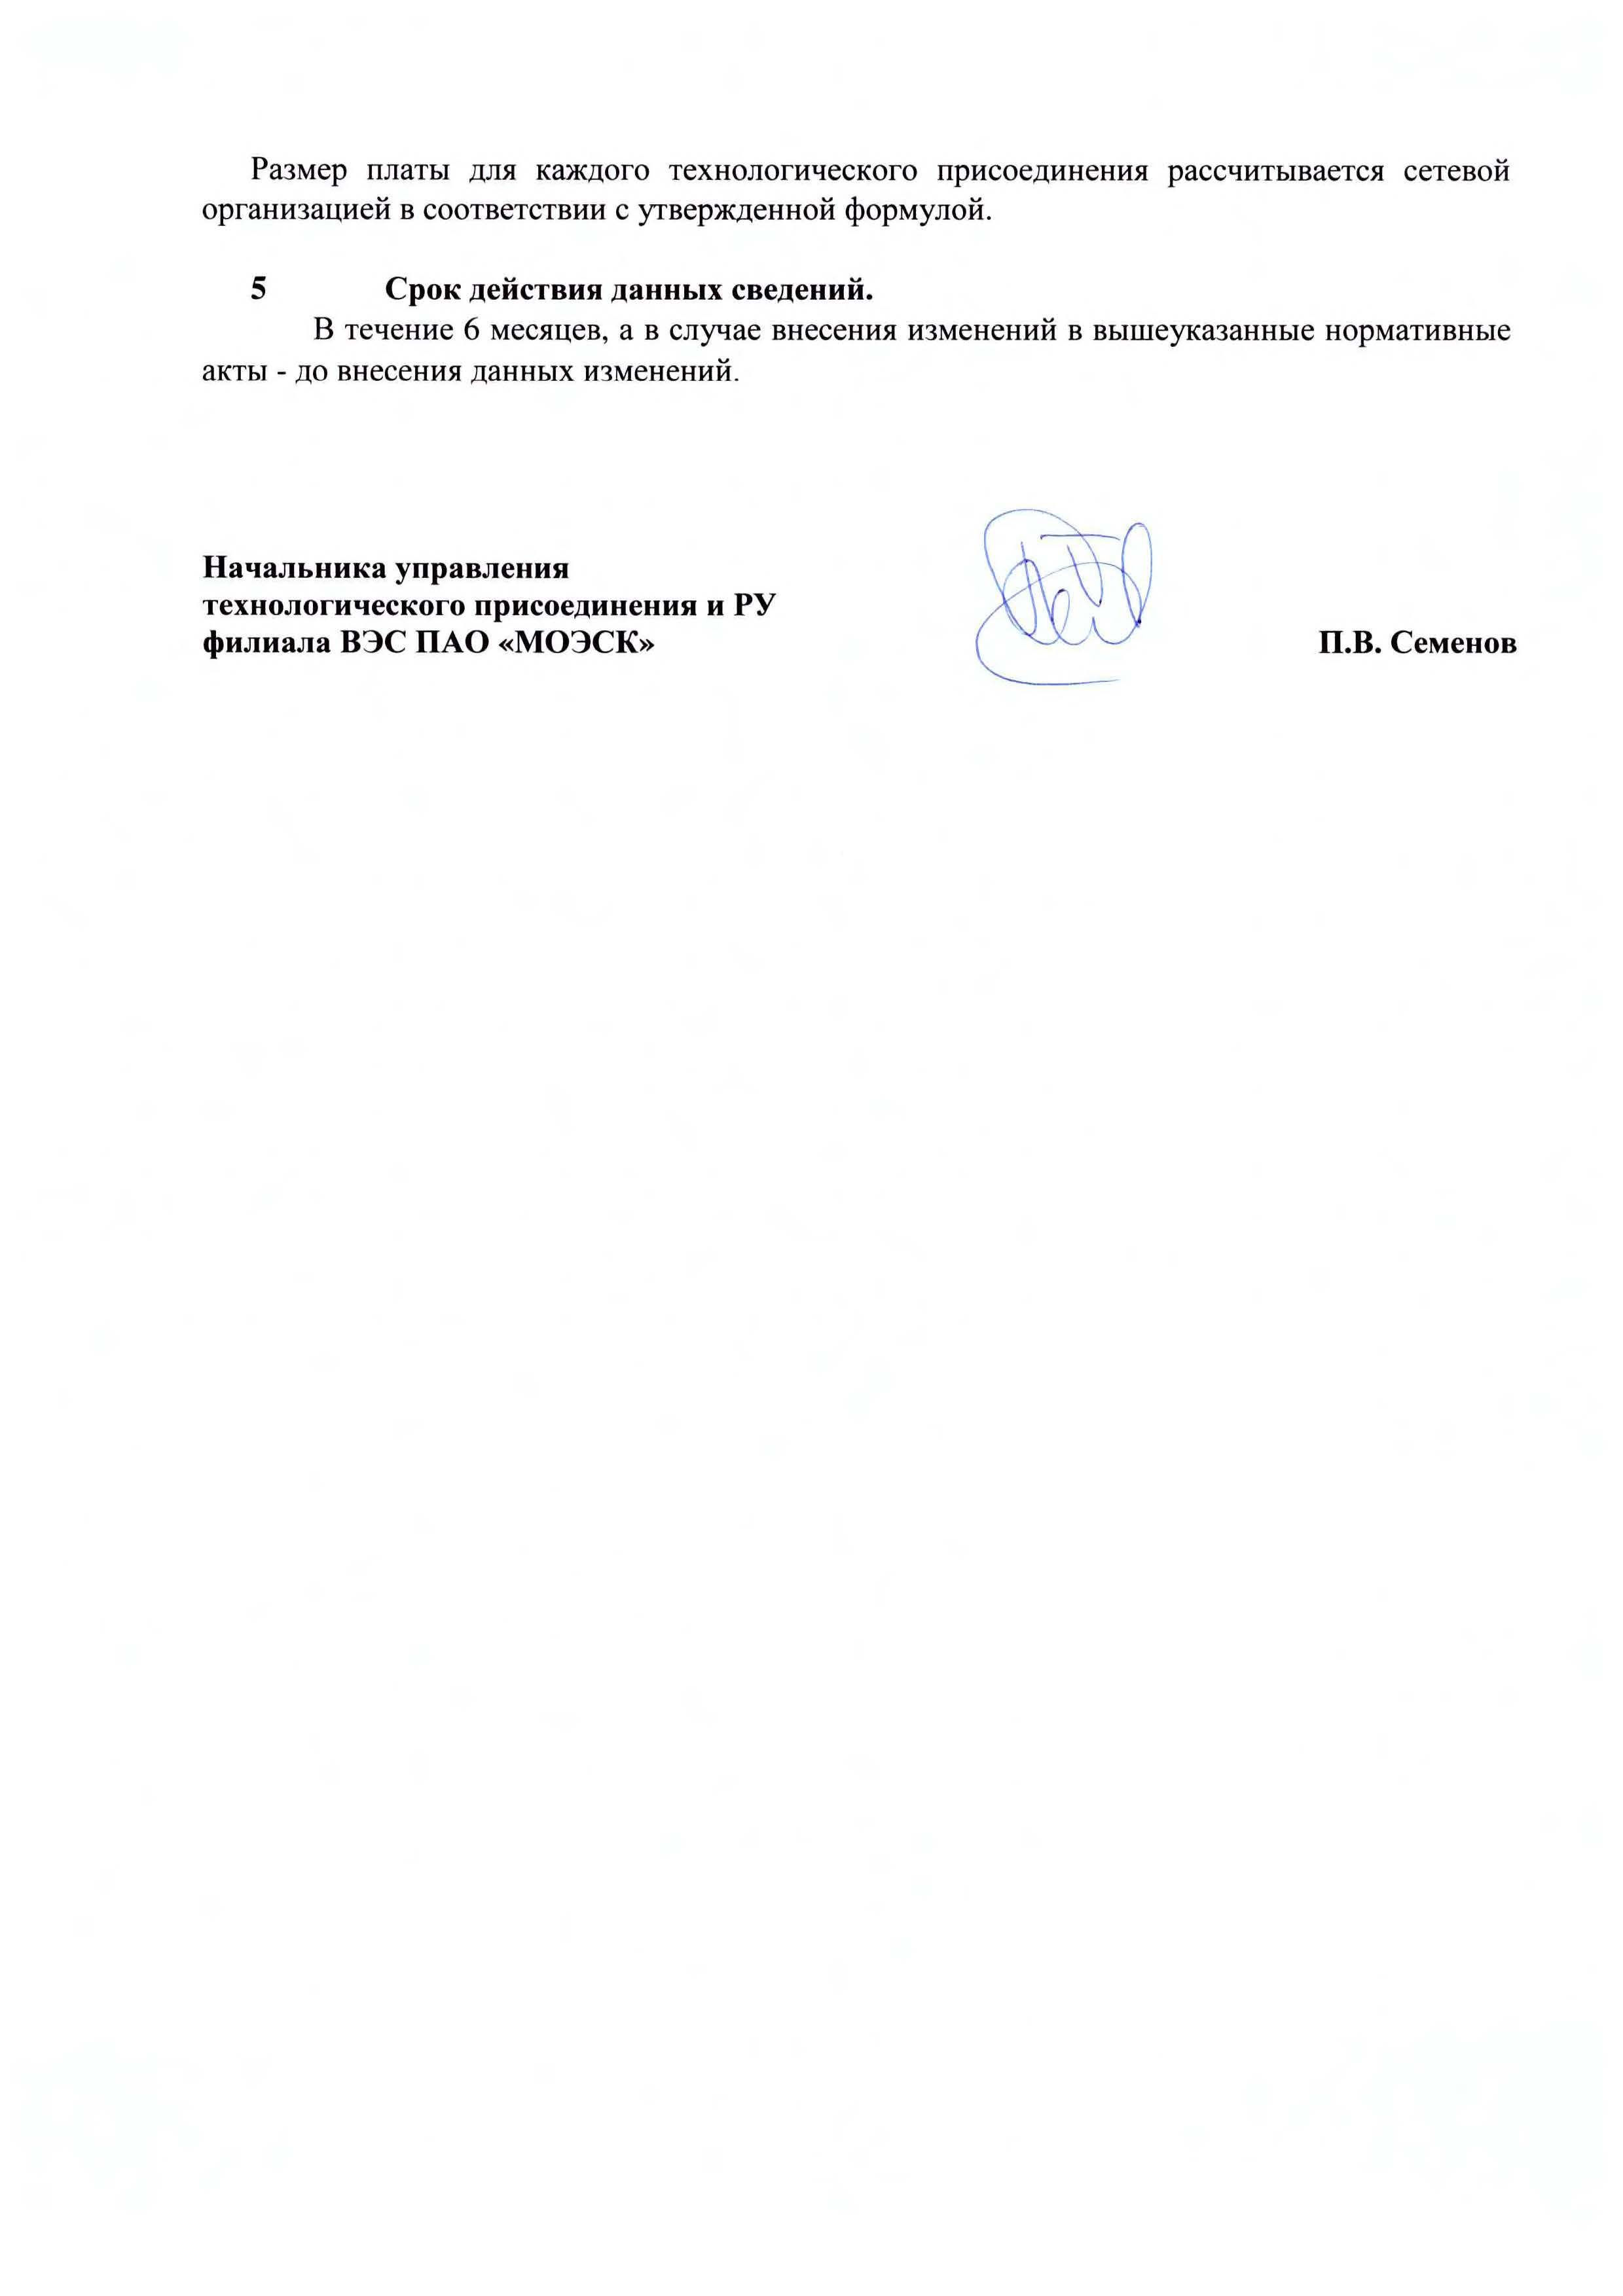 Размер платы для каждого технологического присоединения рассчитывается сетевой
организацией в соответствии с утвержденной формулой.
5 Срок действия данных сведений.
В течение 6 месяцев, а в случае внесения изменений в вышеуказанные нормативные
акты - до внесения данных изменений.
Начальника управления
технологического присоединения и РУ
филиала ВЭС ПАО «МОЭСК» П.В. Семенов